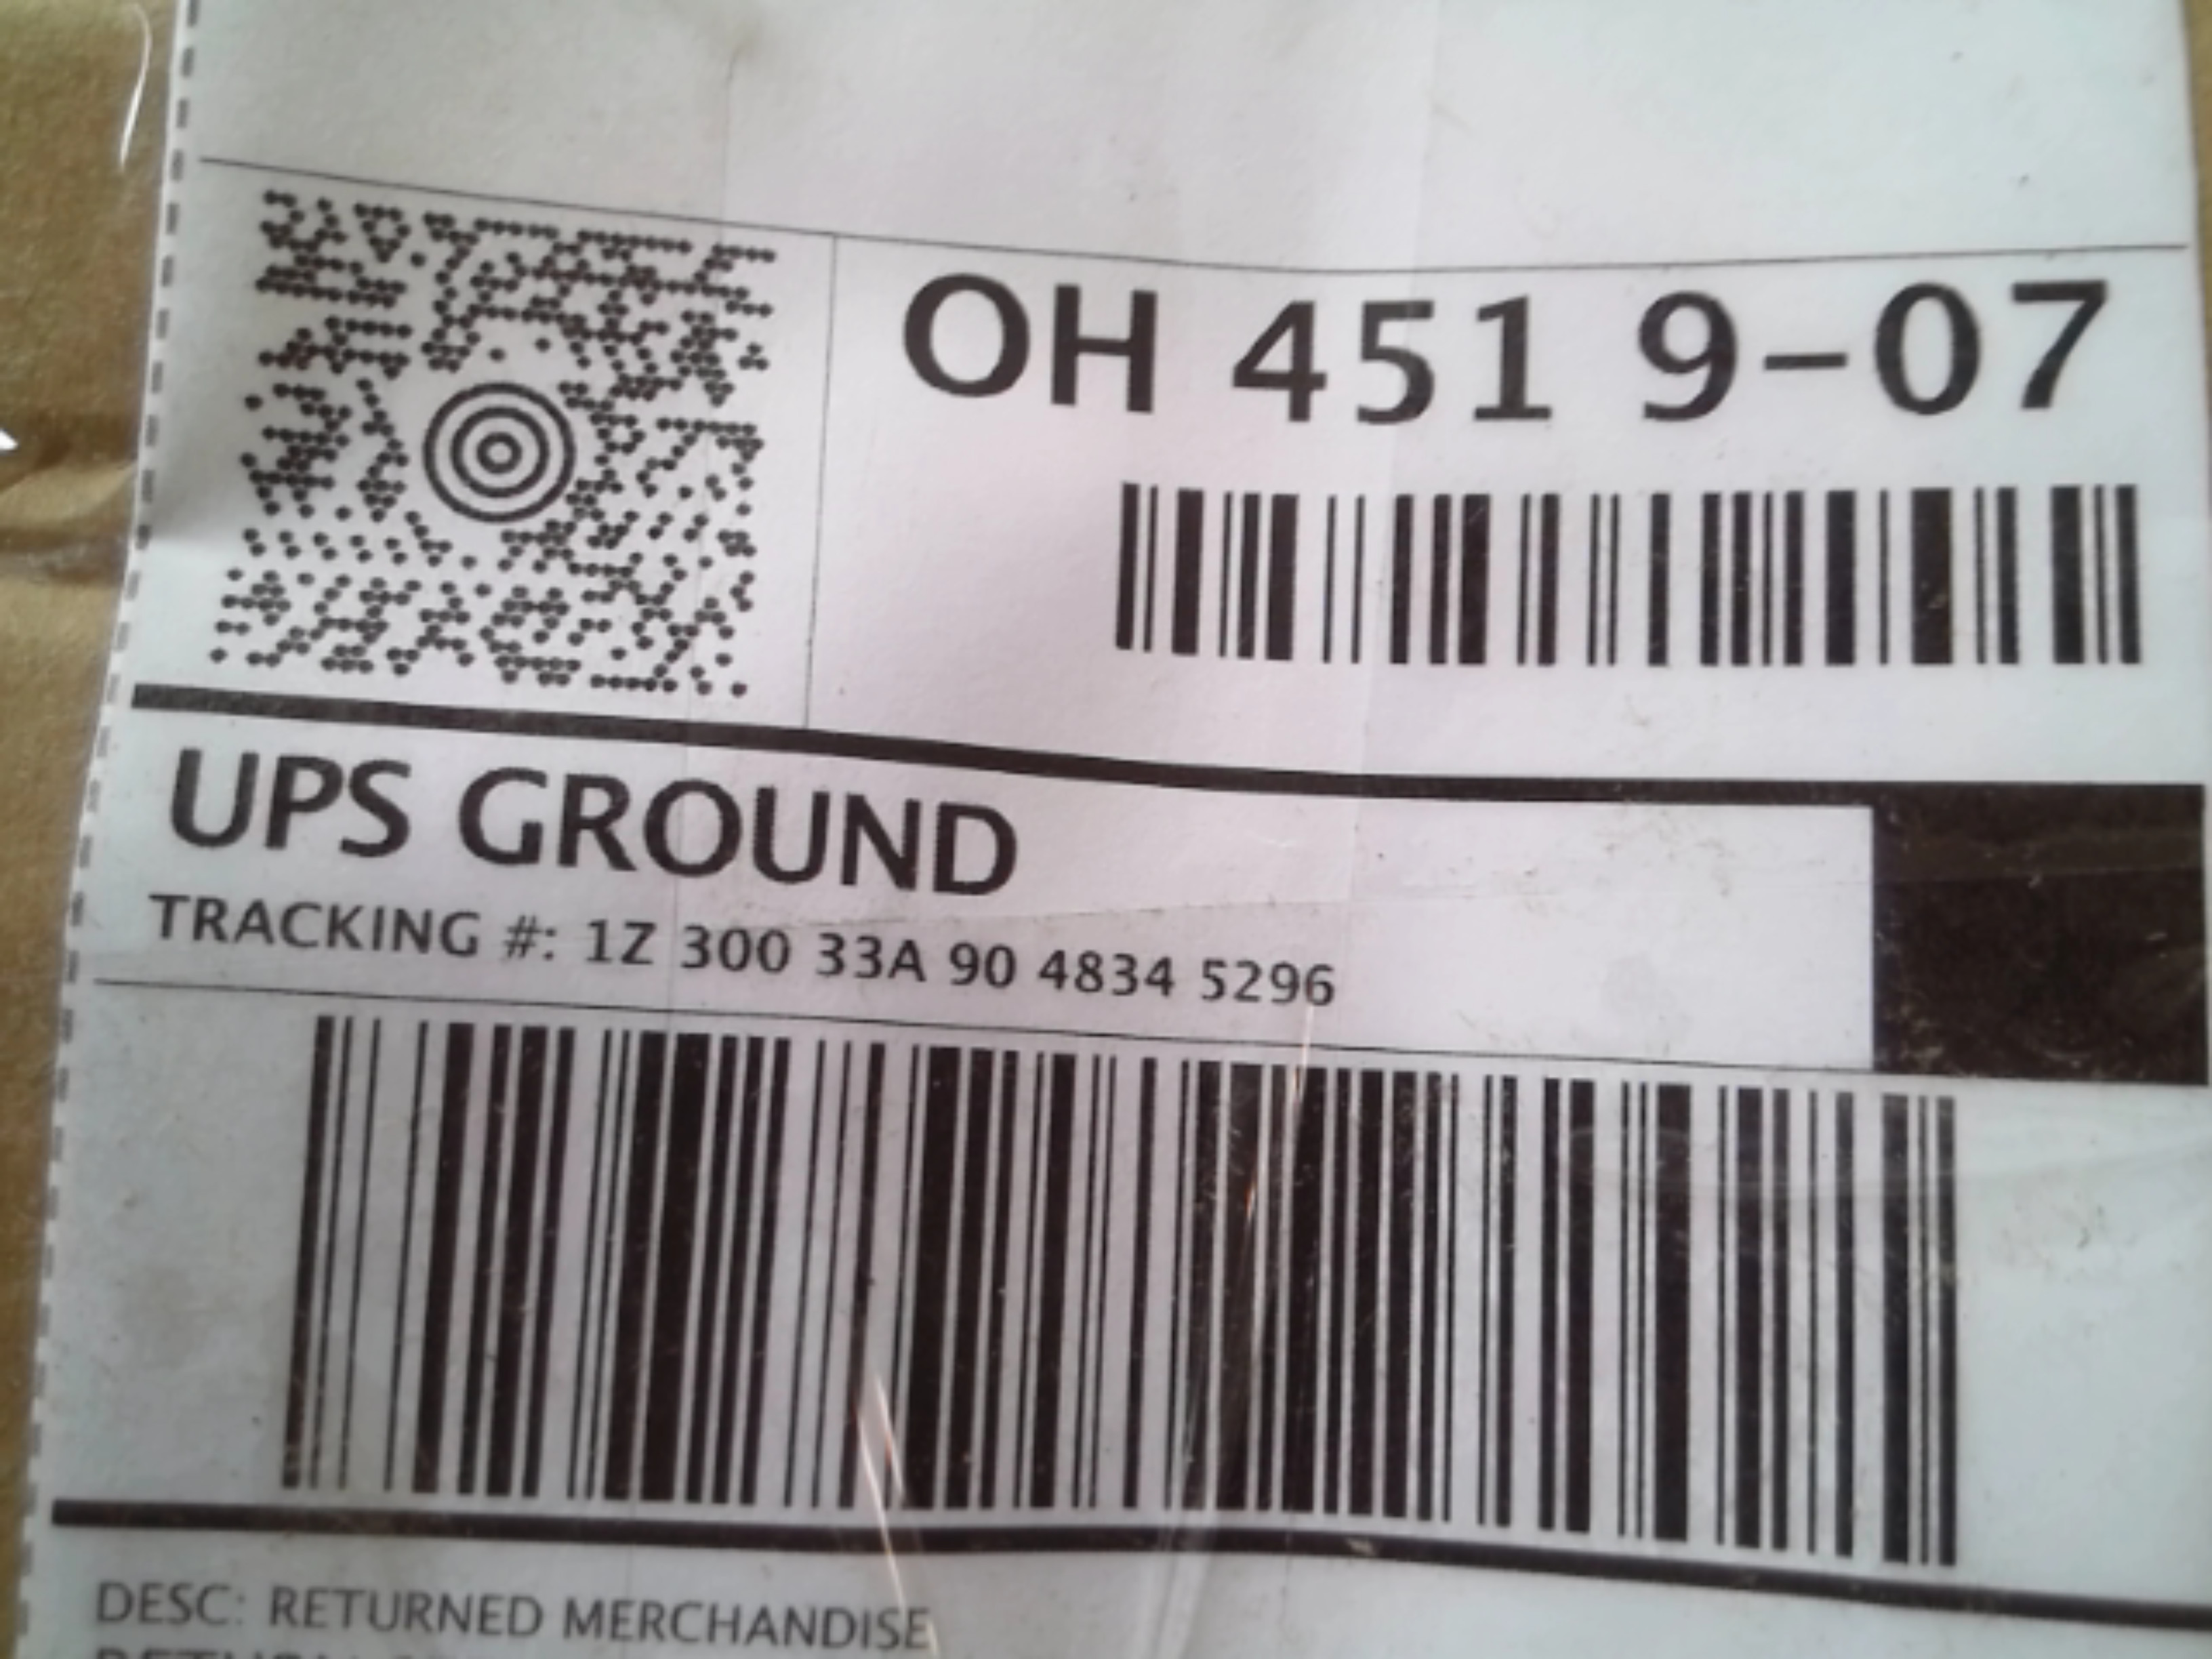 OH 451 9-07
UPS GROUND
TRACKING #: 1Z 300 33A 90 4834 5296
DESC: RETURNED MERCHANDISE